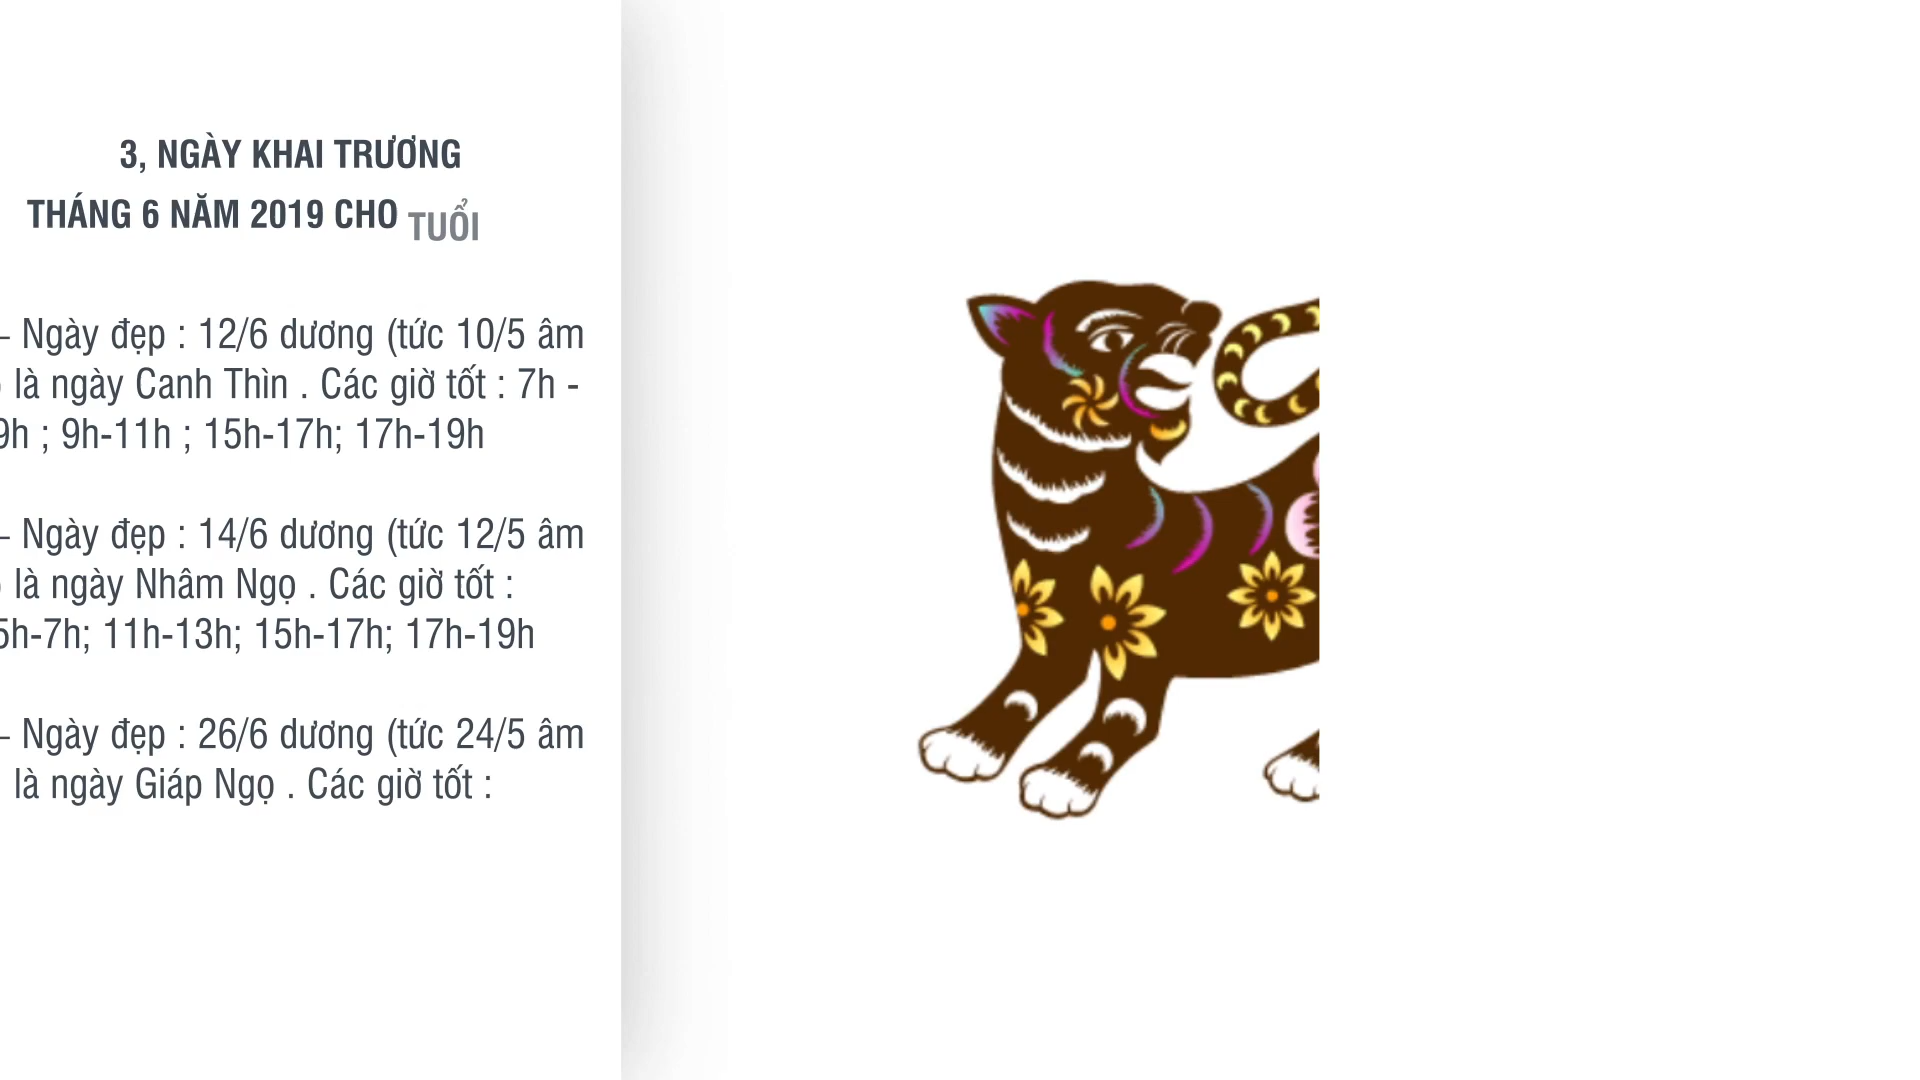 3, NGÀY KHAI TRƯƠNG
THÁNG 6 NĂM 2019 CHO TUỔI
– Ngày đẹp : 12/6 dương (tức 10/5 âm
là ngày Canh Thìn . Các giờ tốt : 7h -
9h ; 9h-11h ; 15h-17h; 17h-19h
– Ngày đẹp : 14/6 dương (tức 12/5 âm
là ngày Nhâm Ngọ . Các giờ tốt :
5h-7h; 11h-13h; 15h-17h; 17h-19h
– Ngày đẹp : 26/6 dương (tức 24/5 âm
là ngày Giáp Ngọ . Các giờ tốt :